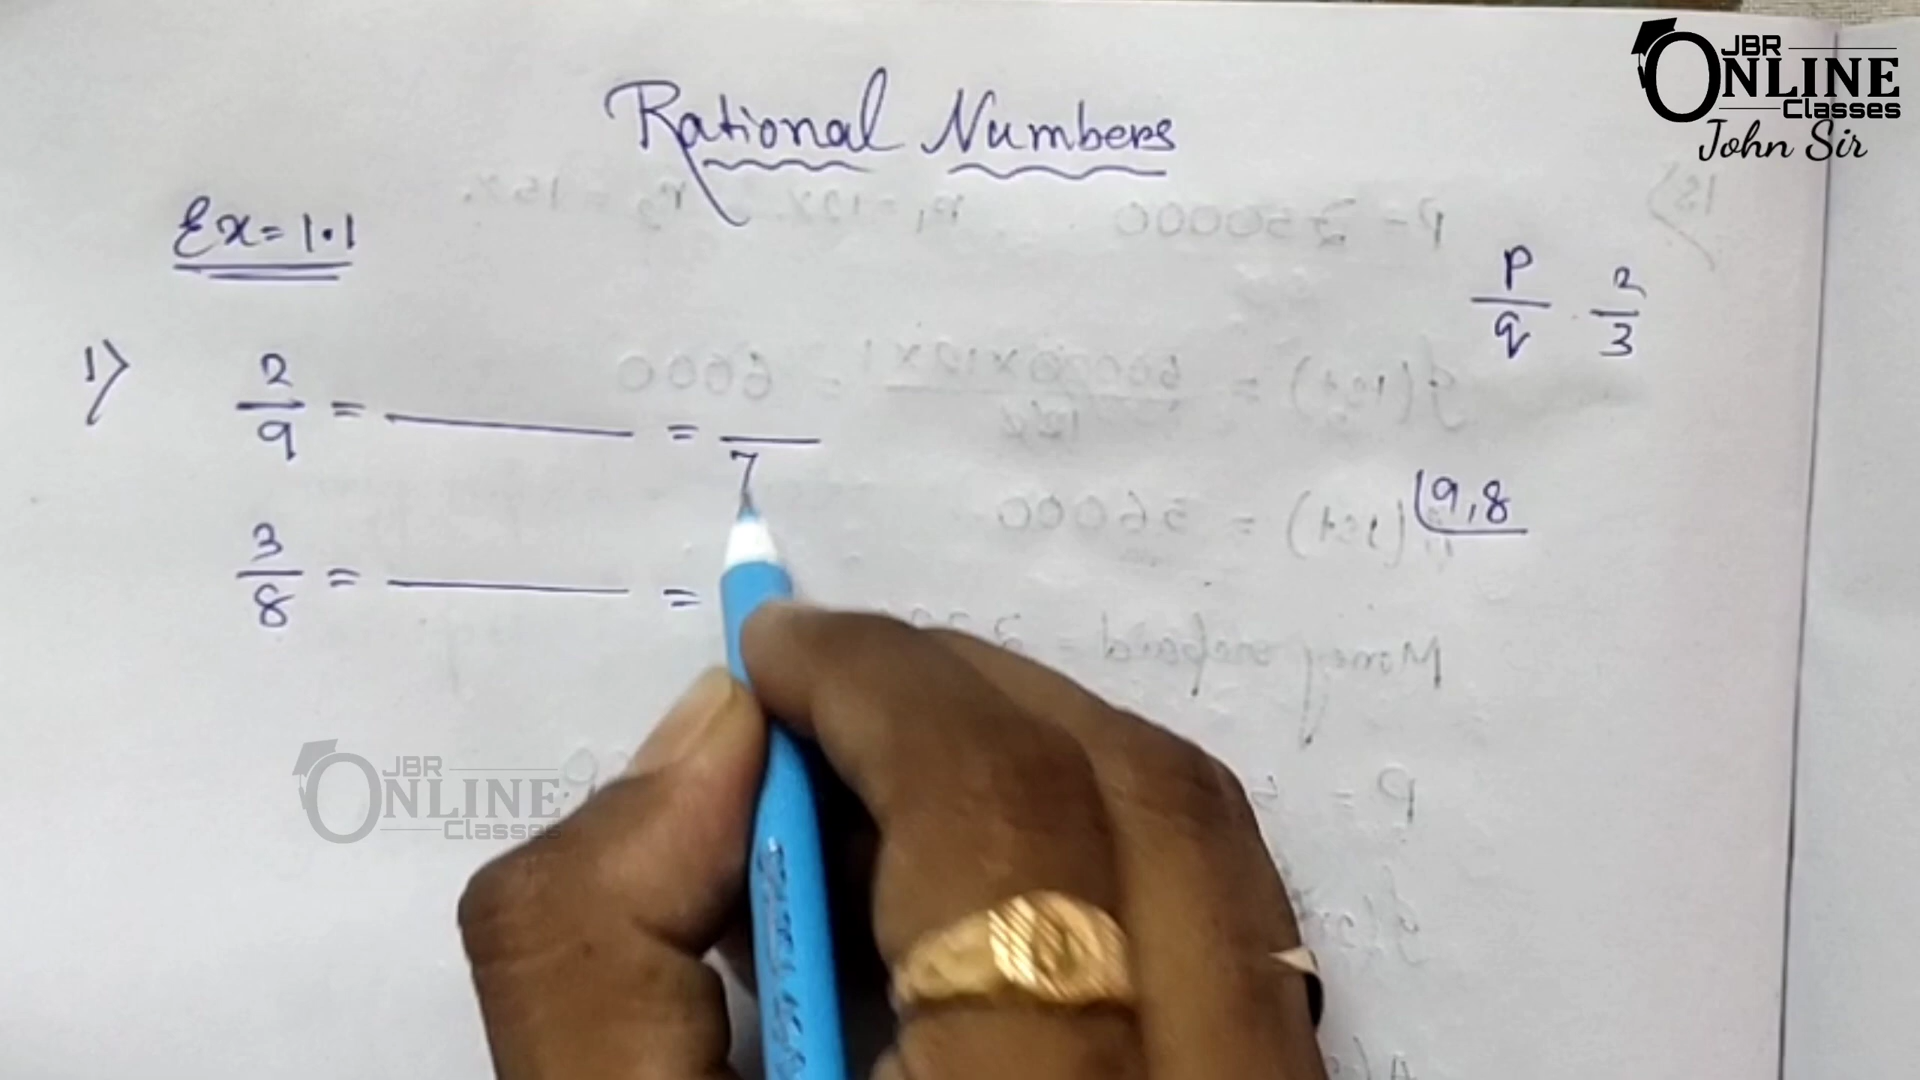 JBR
ONLINE
Classes
John Sir
Rational Numbers
Ex = 1.1
P/q . 2/3
1) 2/9 = ______ = __/7
9,8
3/8 = ______ =
JBR
ONLINE
Classes